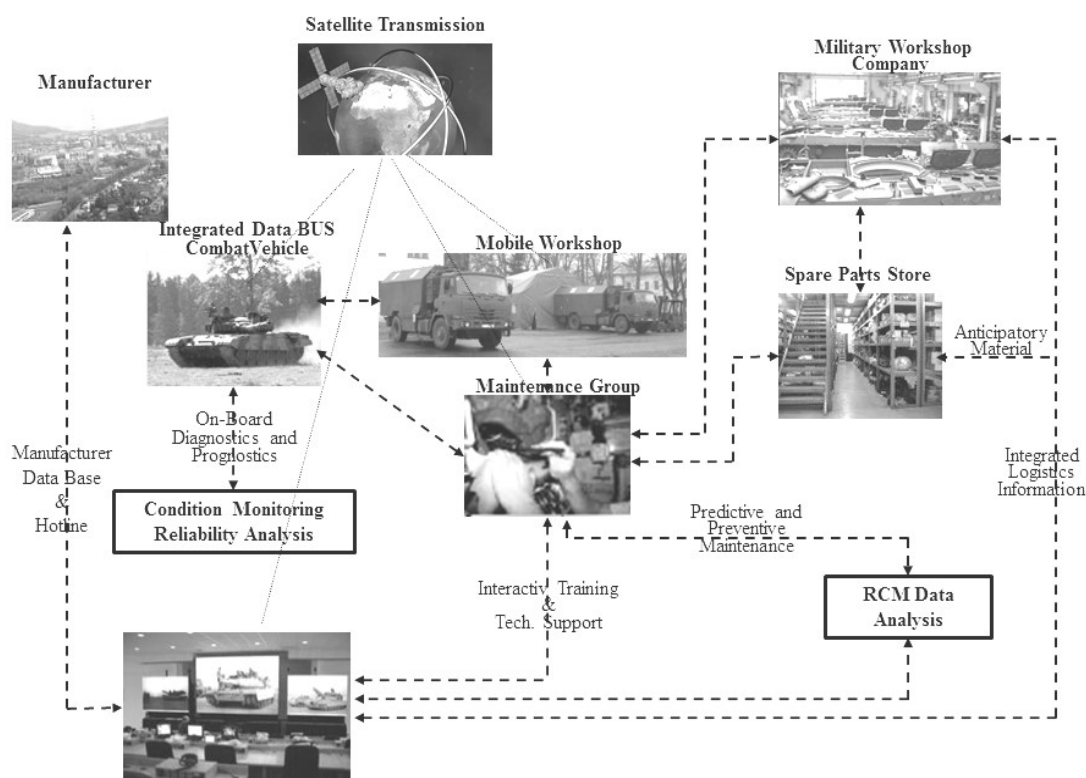 Satellite Transmission
Military Workshop
Company
Manufacturer
Integrated Data BUS
CombatVehicle
Mobile Workshop
Spare Parts Store
Anticipatory
Material
Maintenance Group
On-Board
Diagnostics and
Prognostics
Manufacturer
Data Base
&
Hotline
Integrated
Logistics
Information
Condition Monitoring
Reliability Analysis
Predictive and
Preventive
Maintenance
Interactiv Training
&
Tech. Support
RCM Data
Analysis